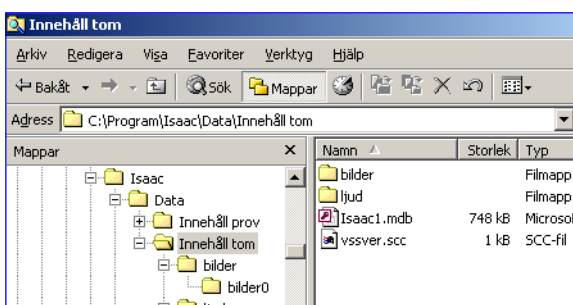 Innehåll tom
Arkiv Redigera Visa Favoriter Verktyg Hjälp
Bakåt Sök Mappar
Adress C:\Program\Isaac\Data\Innehåll tom
Mappar
Isaac
Data
Innehåll prov
Innehåll tom
bilder
bilder0
Namn Storlek Typ
bilder Filmapp
ljud Filmapp
Isaac1.mdb 748 kB Microsof
vssver.scc 1 kB SCC-fil